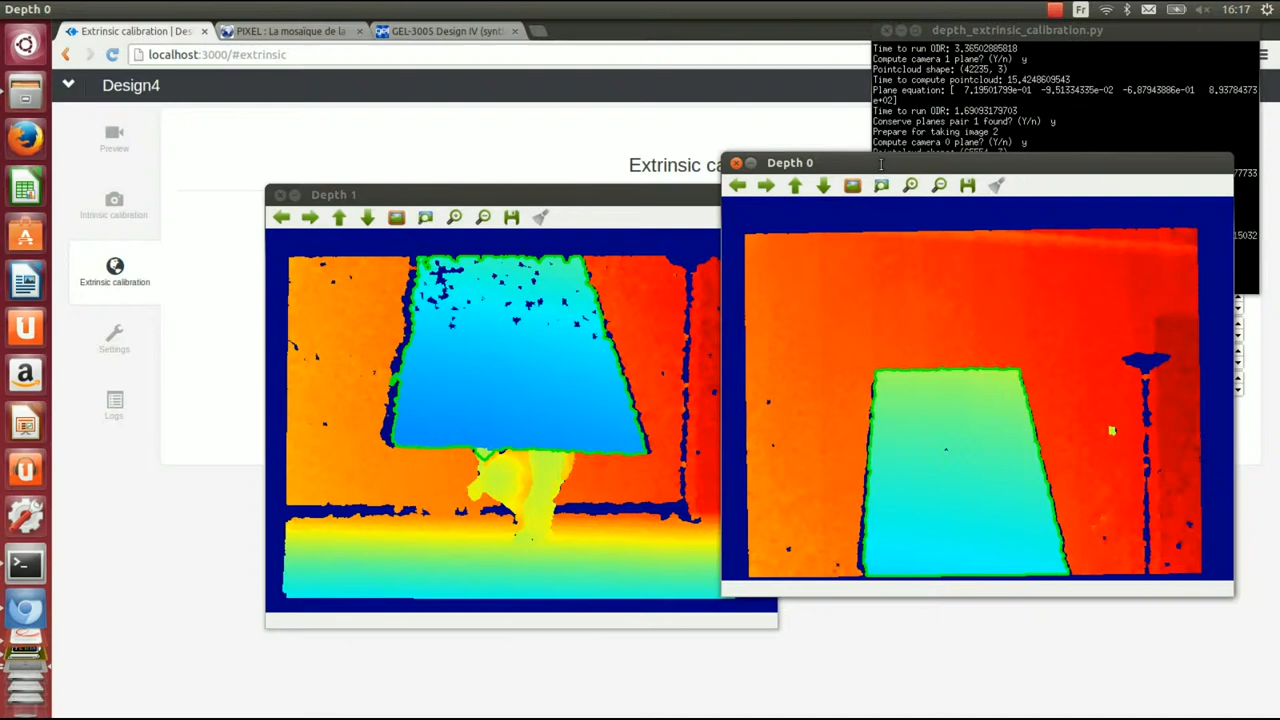 Depth 0
Fr
16:17
Extrinsic calibration | Des
PIXEL : La mosaïque de la
GEL-3005 Design IV (synt
depth_extrinsic_calibration.py
localhost:3000/#extrinsic
Time to run ODR: 3.36502885818
Compute camera 1 plane? (Y/n) y
Pointcloud shape: (42235, 3)
Time to compute pointcloud: 15.4248609543
Plane equation: [ 7.19501799e-01 -9.51334335e-02 -6.87943886e-01 8.93784373
e+02]
Time to run ODR: 1.69093179703
Conserve planes pair 1 found? (Y/n) y
Prepare for taking image 2
Compute camera 0 plane? (Y/n) y
Design4
Preview
Intrinsic calibration
Extrinsic calibration
Settings
Logs
Extrinsic ca
Depth 1
Depth 0
77733
15032